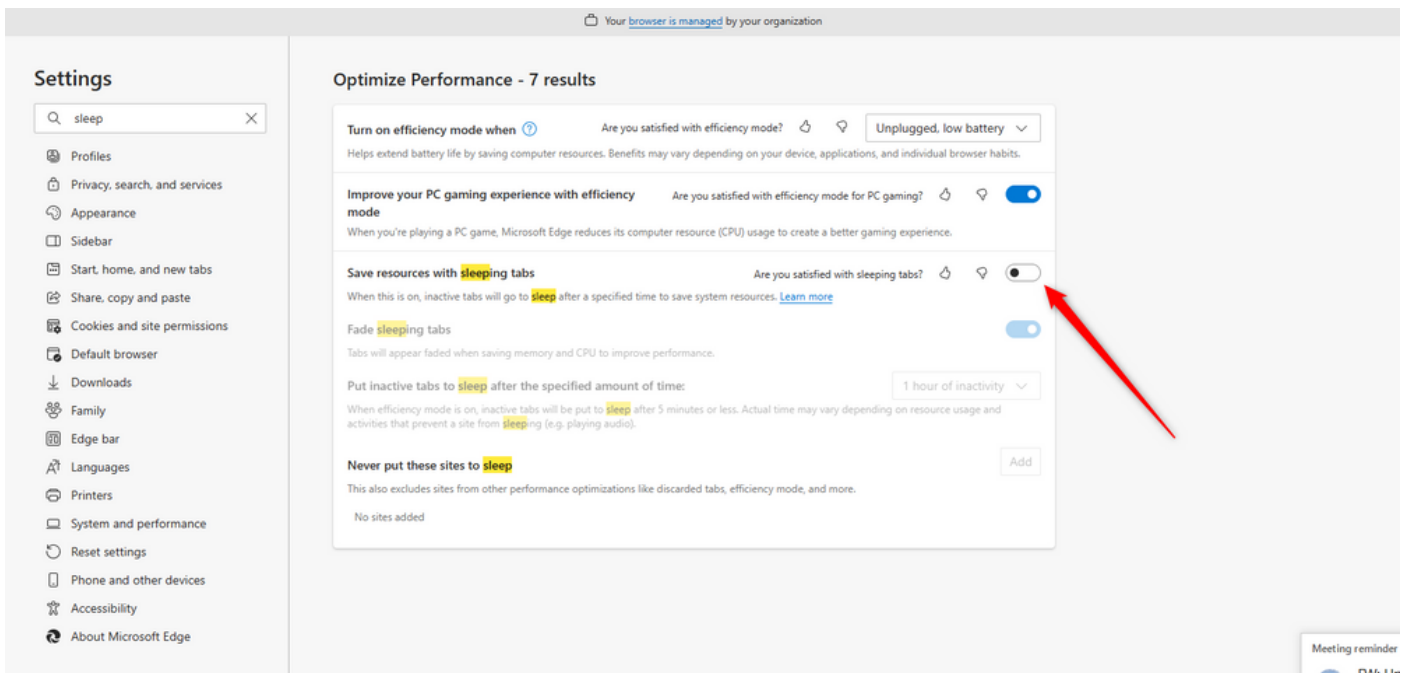 Your browser is managed by your organization
Settings
sleep
Profiles
Privacy, search, and services
Appearance
Sidebar
Start, home, and new tabs
Share, copy and paste
Cookies and site permissions
Default browser
Downloads
Family
Edge bar
Languages
Printers
System and performance
Reset settings
Phone and other devices
Accessibility
About Microsoft Edge
Optimize Performance - 7 results
Turn on efficiency mode when
Are you satisfied with efficiency mode?
Unplugged, low battery
Helps extend battery life by saving computer resources. Benefits may vary depending on your device, applications, and individual browser habits.
Improve your PC gaming experience with efficiency
mode
Are you satisfied with efficiency mode for PC gaming?
When you're playing a PC game, Microsoft Edge reduces its computer resource (CPU) usage to create a better gaming experience.
Save resources with sleeping tabs
Are you satisfied with sleeping tabs?
When this is on, inactive tabs will go to sleep after a specified time to save system resources. Learn more
Fade sleeping tabs
Tabs will appear faded when saving memory and CPU to improve performance.
Put inactive tabs to sleep after the specified amount of time:
1 hour of inactivity
When efficiency mode is on, inactive tabs will be put to sleep after 5 minutes or less. Actual time may vary depending on resource usage and
activities that prevent a site from sleeping (e.g. playing audio).
Never put these sites to sleep
Add
This also excludes sites from other performance optimizations like discarded tabs, efficiency mode, and more.
No sites added
Meeting reminder